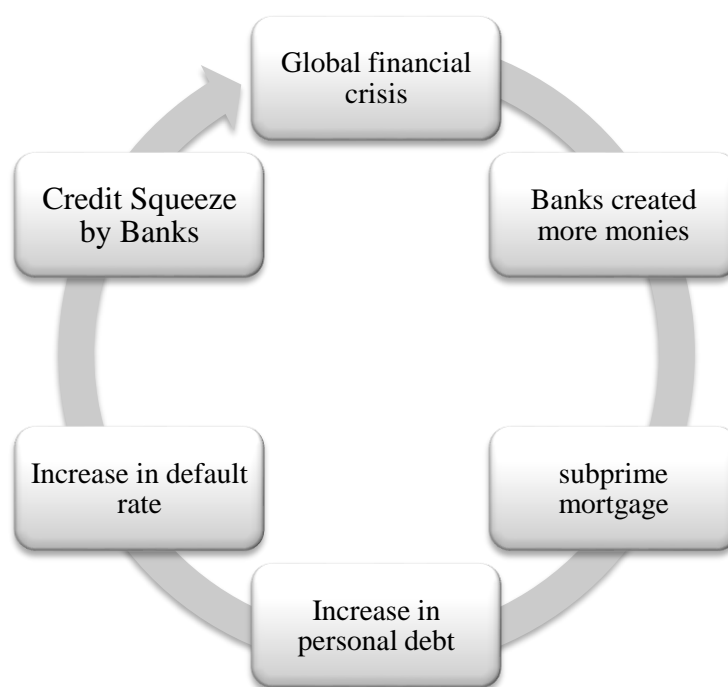 Global financial
crisis
Banks created
more monies
subprime
mortgage
Increase in
personal debt
Increase in default
rate
Credit Squeeze
by Banks